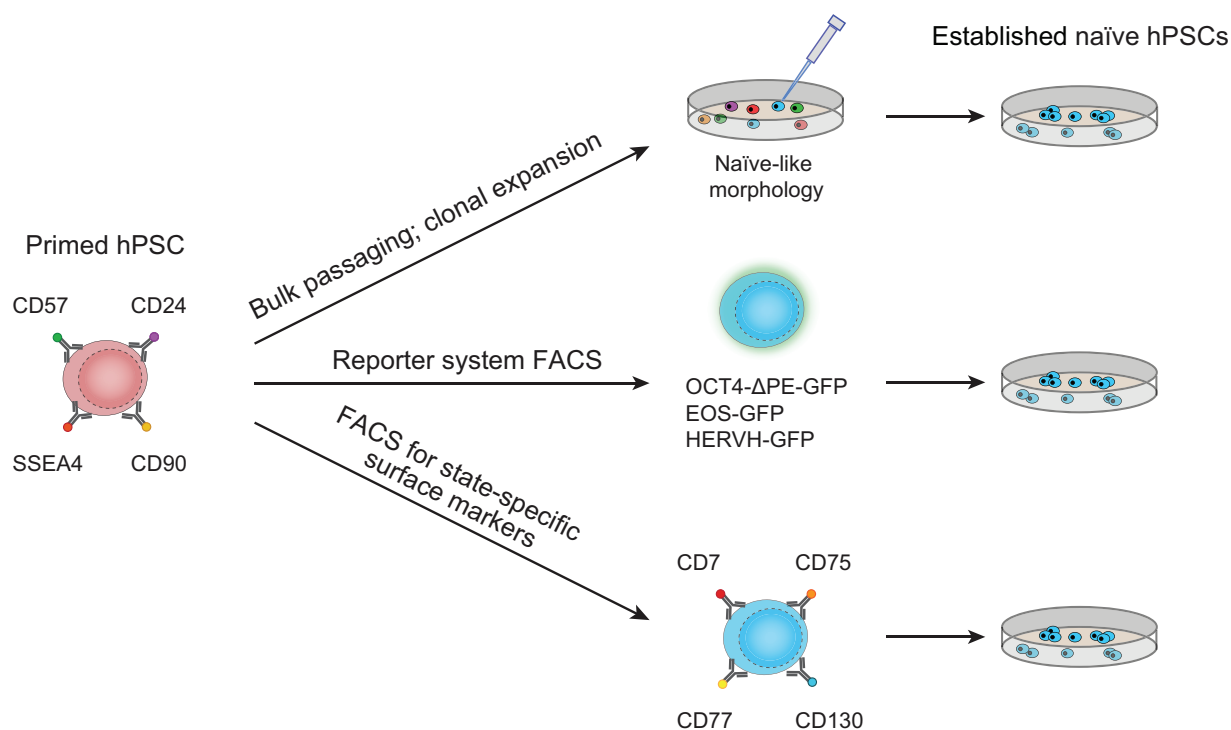 Established naïve hPSCs
Naïve-like
morphology
Bulk passaging; clonal expansion
Primed hPSC
CD57 CD24
SSEA4 CD90
Reporter system FACS
OCT4-ΔPE-GFP
EOS-GFP
HERVH-GFP
FACS for state-specific
surface markers
CD7 CD75
CD77 CD130